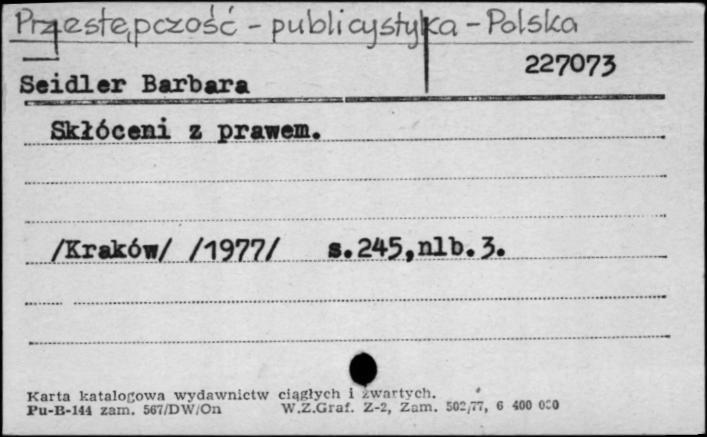 Przestępczość - publicystyka - Polska
227073
Seidler Barbara
Skłóceni z prawem.
/Kraków/ /1977/ s.245,nlb.3.
Karta katalogowa wydawnictw ciągłych i zwartych.
Pu-B-144 zam. 567/DW/On W.Z.Graf. Z-2, Zam. 502/77, 6 400 000